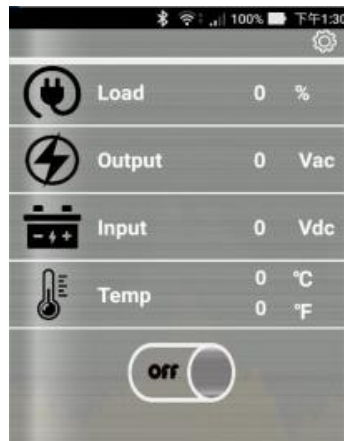 100% 下午1:30
Load 0 %
Output 0 Vac
Input 0 Vdc
Temp 0 ℃
0 ℉
OFF